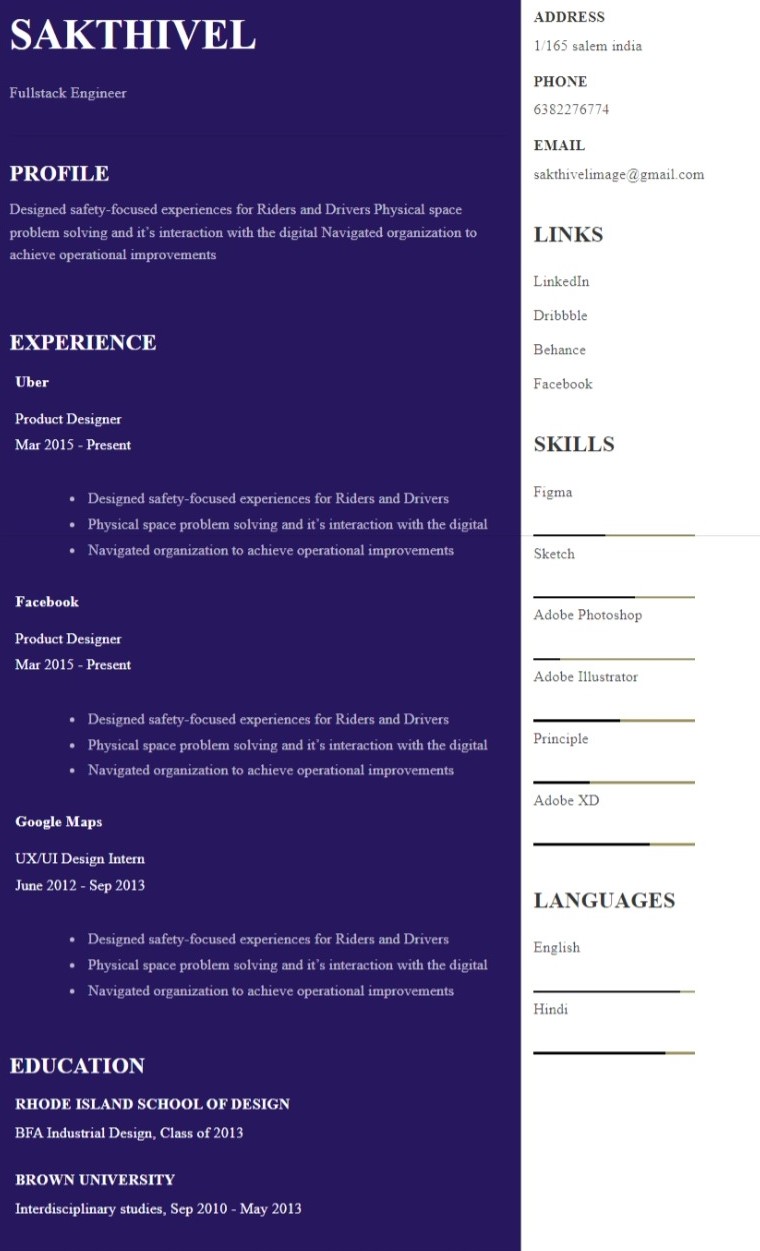 SAKTHIVEL
Fullstack Engineer
PROFILE
Designed safety-focused experiences for Riders and Drivers Physical space
problem solving and it’s interaction with the digital Navigated organization to
achieve operational improvements
EXPERIENCE
Uber
Product Designer
Mar 2015 - Present
• Designed safety-focused experiences for Riders and Drivers
• Physical space problem solving and it’s interaction with the digital
• Navigated organization to achieve operational improvements
Facebook
Product Designer
Mar 2015 - Present
• Designed safety-focused experiences for Riders and Drivers
• Physical space problem solving and it’s interaction with the digital
• Navigated organization to achieve operational improvements
Google Maps
UX/UI Design Intern
June 2012 - Sep 2013
• Designed safety-focused experiences for Riders and Drivers
• Physical space problem solving and it’s interaction with the digital
• Navigated organization to achieve operational improvements
EDUCATION
RHODE ISLAND SCHOOL OF DESIGN
BFA Industrial Design, Class of 2013
BROWN UNIVERSITY
Interdisciplinary studies, Sep 2010 - May 2013
ADDRESS
1/165 salem india
PHONE
6382276774
EMAIL
sakthivelimage@gmail.com
LINKS
LinkedIn
Dribbble
Behance
Facebook
SKILLS
Figma
Sketch
Adobe Photoshop
Adobe Illustrator
Principle
Adobe XD
LANGUAGES
English
Hindi